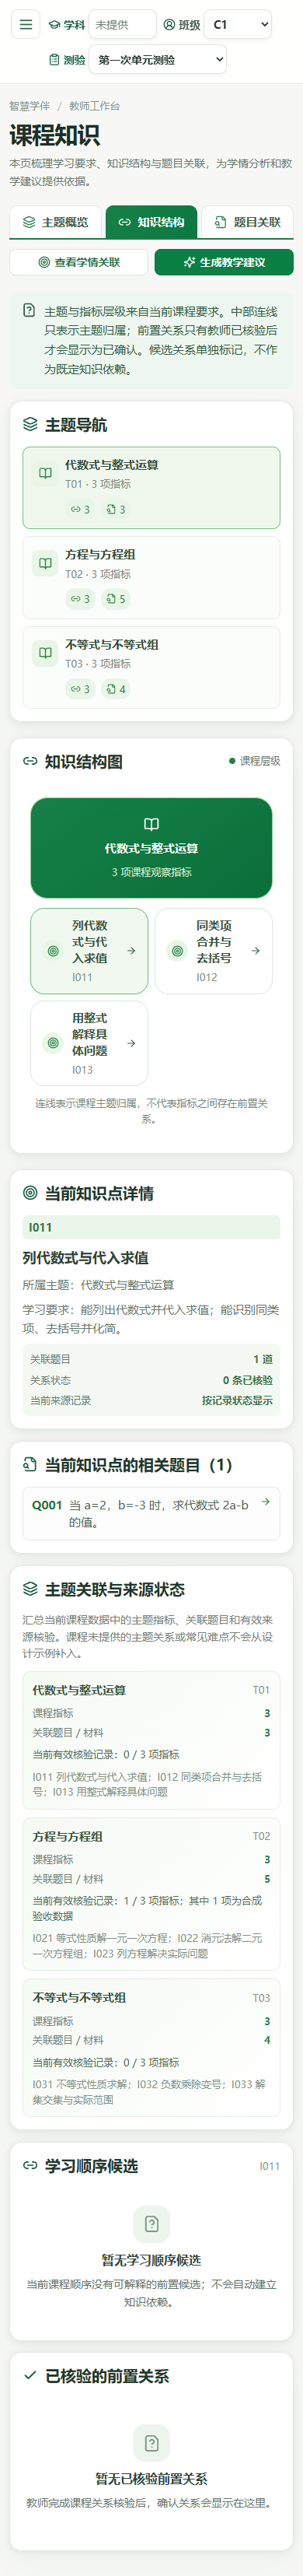 学科 未提供 班级 C1
测验 第一次单元测验
智慧学伴 / 教师工作台
课程知识
本页梳理学习要求、知识结构与题目关联，为学情分析和教
学建议提供依据。
主题概览 知识结构 题目关联
查看学情关联 生成教学建议
主题与指标层级来自当前课程要求。中部连线
只表示主题归属；前置关系只有教师已核验后
才会显示为已确认。候选关系单独标记，不作
为既定知识依赖。
主题导航
代数式与整式运算
T01 · 3 项指标
3 3
方程与方程组
T02 · 3 项指标
3 5
不等式与不等式组
T03 · 3 项指标
3 4
知识结构图 课程层级
代数式与整式运算
3 项课程观察指标
列代数
式与代
入求值
I011
同类项
合并与
去括号
I012
用整式
解释具
体问题
I013
连线表示课程主题归属，不代表指标之间存在前置关
系。
当前知识点详情
I011
列代数式与代入求值
所属主题：代数式与整式运算
学习要求：能列出代数式并代入求值；能识别同类
项、去括号并化简。
关联题目 1 道
关系状态 0 条已核验
当前来源记录 按记录状态显示
当前知识点的相关题目（1）
Q001 当 a=2，b=-3 时，求代数式 2a-b
的值。
主题关联与来源状态
汇总当前课程数据中的主题指标、关联题目和有效来
源核验。课程未提供的主题关系或常见难点不会从设
计示例补入。
代数式与整式运算 T01
课程指标 3
关联题目 / 材料 3
当前有效核验记录：0 / 3 项指标
I011 列代数式与代入求值；I012 同类项合并与去括
号；I013 用整式解释具体问题
方程与方程组 T02
课程指标 3
关联题目 / 材料 5
当前有效核验记录：1 / 3 项指标；其中 1 项为合成
验收数据
I021 等式性质解一元一次方程；I022 消元法解二元
一次方程组；I023 列方程解决实际问题
不等式与不等式组 T03
课程指标 3
关联题目 / 材料 4
当前有效核验记录：0 / 3 项指标
I031 不等式性质求解；I032 负数乘除变号；I033 解
集交集与实际范围
学习顺序候选 I011
暂无学习顺序候选
当前课程顺序没有可解释的前置候选；不会自动建立
知识依赖。
已核验的前置关系
暂无已核验前置关系
教师完成课程关系核验后，确认关系会显示在这里。